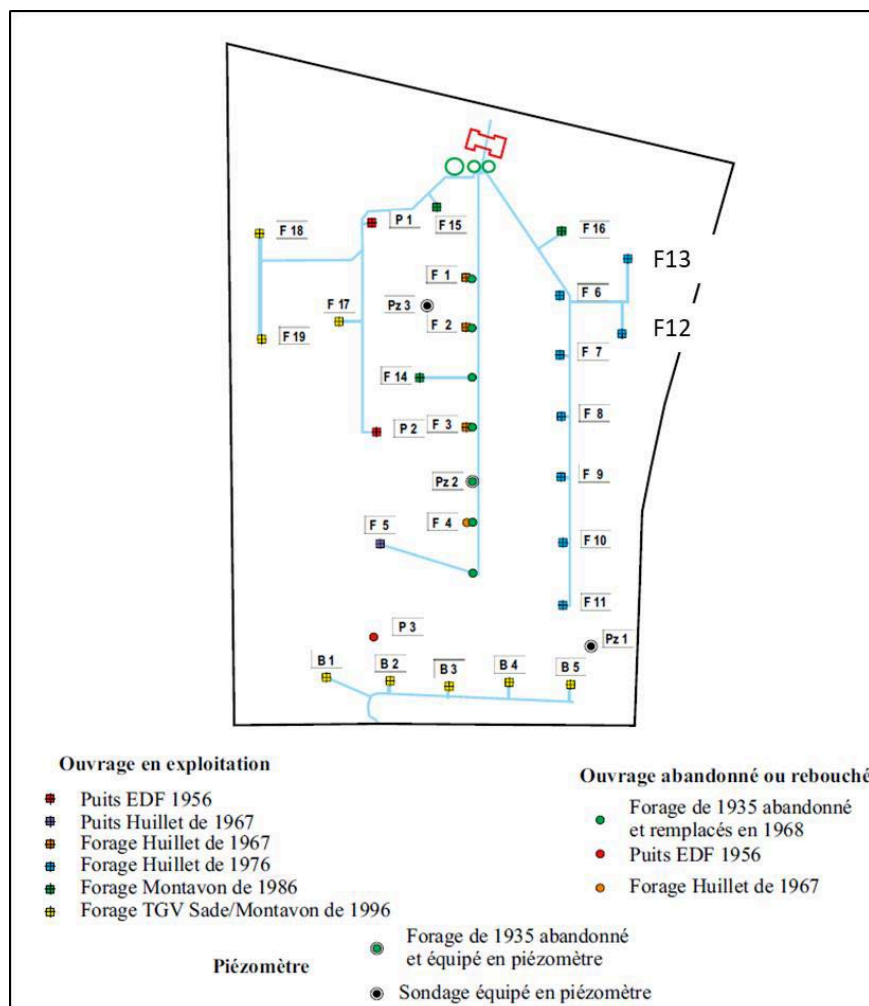 P 1
F 15
F 16
F 18
F13
F 1
F 6
F 17
Pz 3
F 2
F12
F 19
F 7
F 14
F 8
P 2
F 3
F 9
Pz 2
F 5
F 4
F 10
F 11
P 3
Pz 1
B 1
B 2
B 3
B 4
B 5
Ouvrage en exploitation
Puits EDF 1956
Puits Huillet de 1967
Forage Huillet de 1967
Forage Huillet de 1976
Forage Montavon de 1986
Forage TGV Sade/Montavon de 1996
Ouvrage abandonné ou rebouché
Forage de 1935 abandonné
et remplacés en 1968
Puits EDF 1956
Forage Huillet de 1967
Piézomètre
Forage de 1935 abandonné
et équipé en piézomètre
Sondage équipé en piézomètre